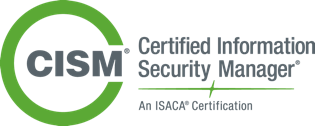 CISM®
Certified Information
Security Manager®
An ISACA® Certification